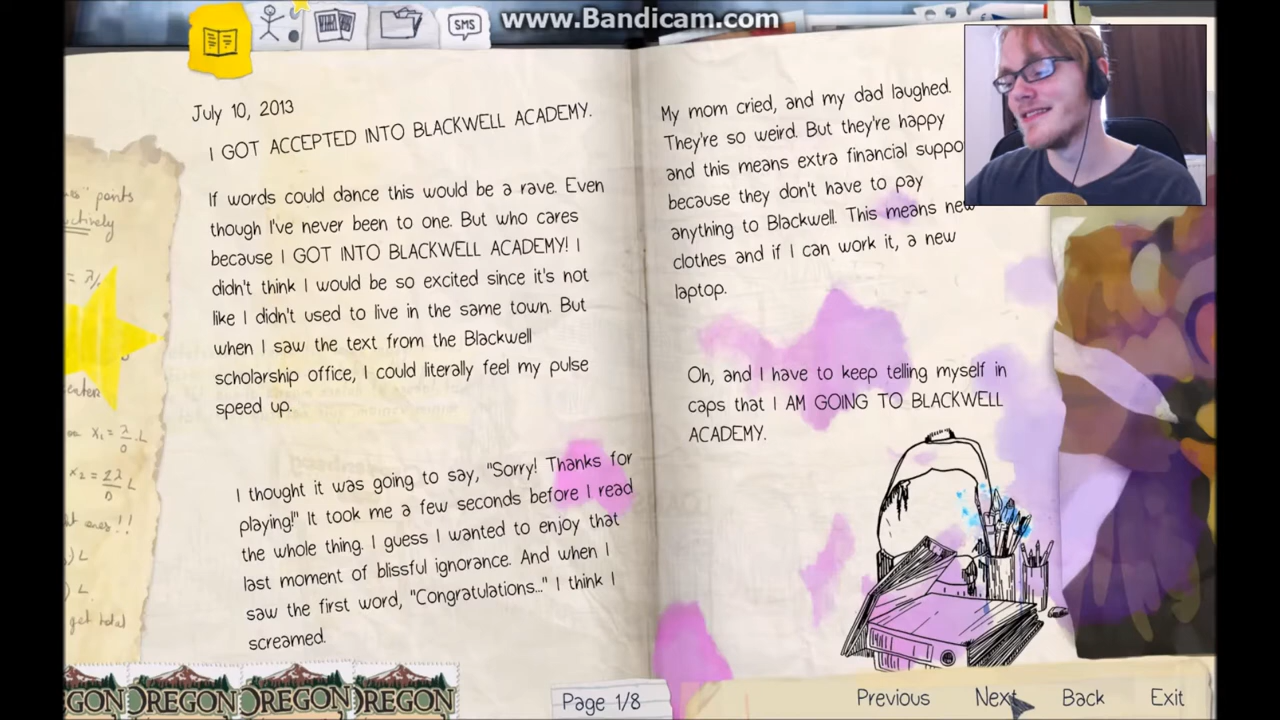 www.Bandicam.com
SMS
July 10, 2013
I GOT ACCEPTED INTO BLACKWELL ACADEMY.
If words could dance this would be a rave. Even
though I've never been to one. But who cares
because I GOT INTO BLACKWELL ACADEMY! I
didn't think I would be so excited since it's not
like I didn't used to live in the same town. But
when I saw the text from the Blackwell
scholarship office, I could literally feel my pulse
speed up.
I thought it was going to say, "Sorry! Thanks for
playing!" It took me a few seconds before I read
the whole thing. I guess I wanted to enjoy that
last moment of blissful ignorance. And when I
saw the first word, "Congratulations..." I think I
screamed.
My mom cried, and my dad laughed.
They're so weird. But they're happy
and this means extra financial suppo
because they don't have to pay
anything to Blackwell. This means new
clothes and if I can work it, a new
laptop.
Oh, and I have to keep telling myself in
caps that I AM GOING TO BLACKWELL
ACADEMY.
points
ctively
get total
GON OREGON OREGON OREGON
Page 1/8
Previous Next Back Exit